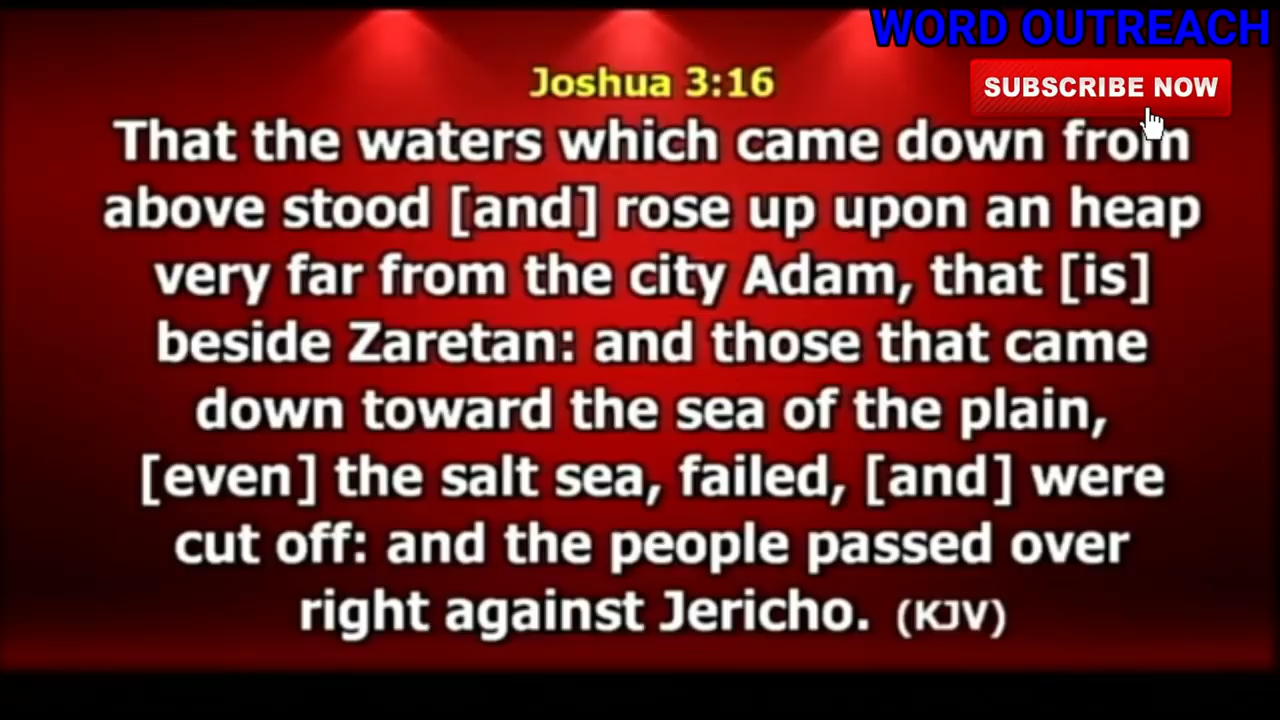 WORD OUTREACH
SUBSCRIBE NOW
Joshua 3:16
That the waters which came down from
above stood [and] rose up upon an heap
very far from the city Adam, that [is]
beside Zaretan: and those that came
down toward the sea of the plain,
[even] the salt sea, failed, [and] were
cut off: and the people passed over
right against Jericho. (KJV)